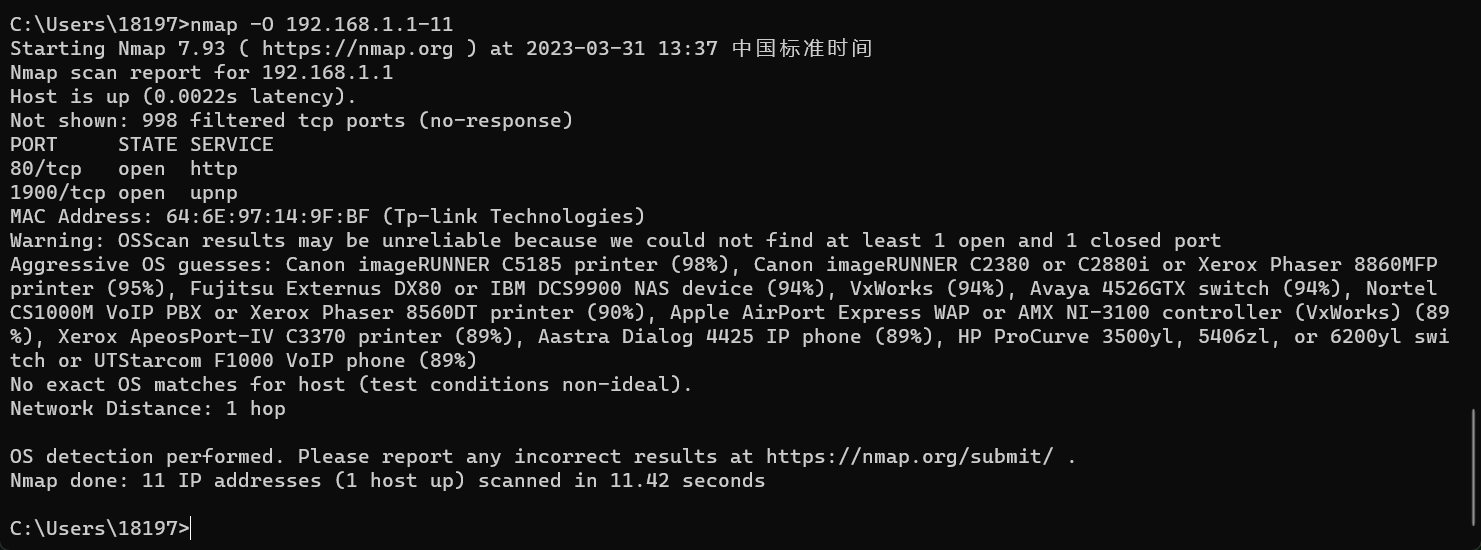 C:\Users\18197>nmap -O 192.168.1.1-11
Starting Nmap 7.93 ( https://nmap.org ) at 2023-03-31 13:37 中国标准时间
Nmap scan report for 192.168.1.1
Host is up (0.0022s latency).
Not shown: 998 filtered tcp ports (no-response)
PORT     STATE SERVICE
80/tcp   open  http
1900/tcp open  upnp
MAC Address: 64:6E:97:14:9F:BF (Tp-link Technologies)
Warning: OSScan results may be unreliable because we could not find at least 1 open and 1 closed port
Aggressive OS guesses: Canon imageRUNNER C5185 printer (98%), Canon imageRUNNER C2380 or C2880i or Xerox Phaser 8860MFP
printer (95%), Fujitsu Externus DX80 or IBM DCS9900 NAS device (94%), VxWorks (94%), Avaya 4526GTX switch (94%), Nortel
CS1000M VoIP PBX or Xerox Phaser 8560DT printer (90%), Apple AirPort Express WAP or AMX NI-3100 controller (VxWorks) (89
%), Xerox ApeosPort-IV C3370 printer (89%), Aastra Dialog 4425 IP phone (89%), HP ProCurve 3500yl, 5406zl, or 6200yl swi
tch or UTStarcom F1000 VoIP phone (89%)
No exact OS matches for host (test conditions non-ideal).
Network Distance: 1 hop
OS detection performed. Please report any incorrect results at https://nmap.org/submit/ .
Nmap done: 11 IP addresses (1 host up) scanned in 11.42 seconds
C:\Users\18197>